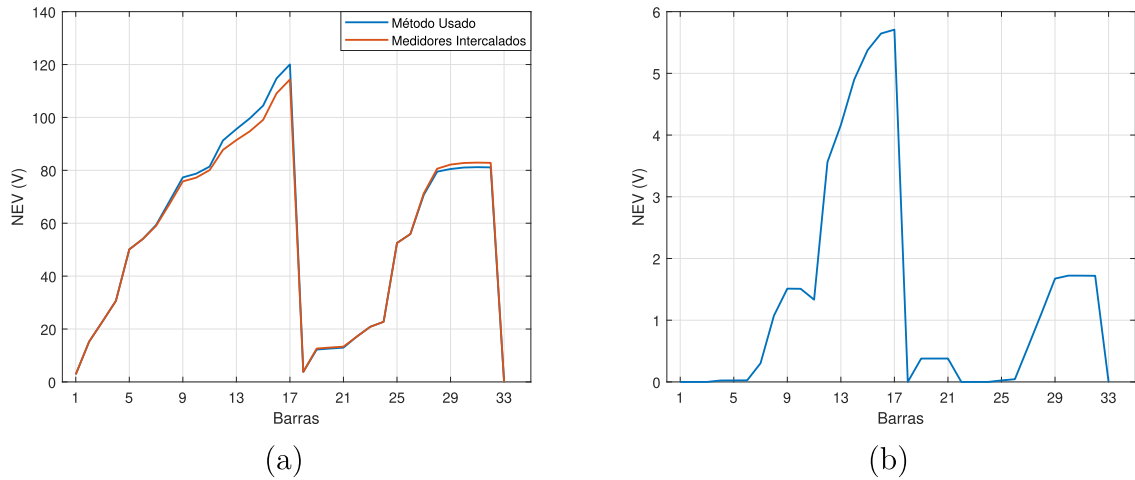 140
120
100
80
60
40
20
0
NEV (V)
Método Usado
Medidores Intercalados
1 5 9 13 17 21 25 29 33
Barras
(a)
6
5
4
3
2
1
0
NEV (V)
1 5 9 13 17 21 25 29 33
Barras
(b)